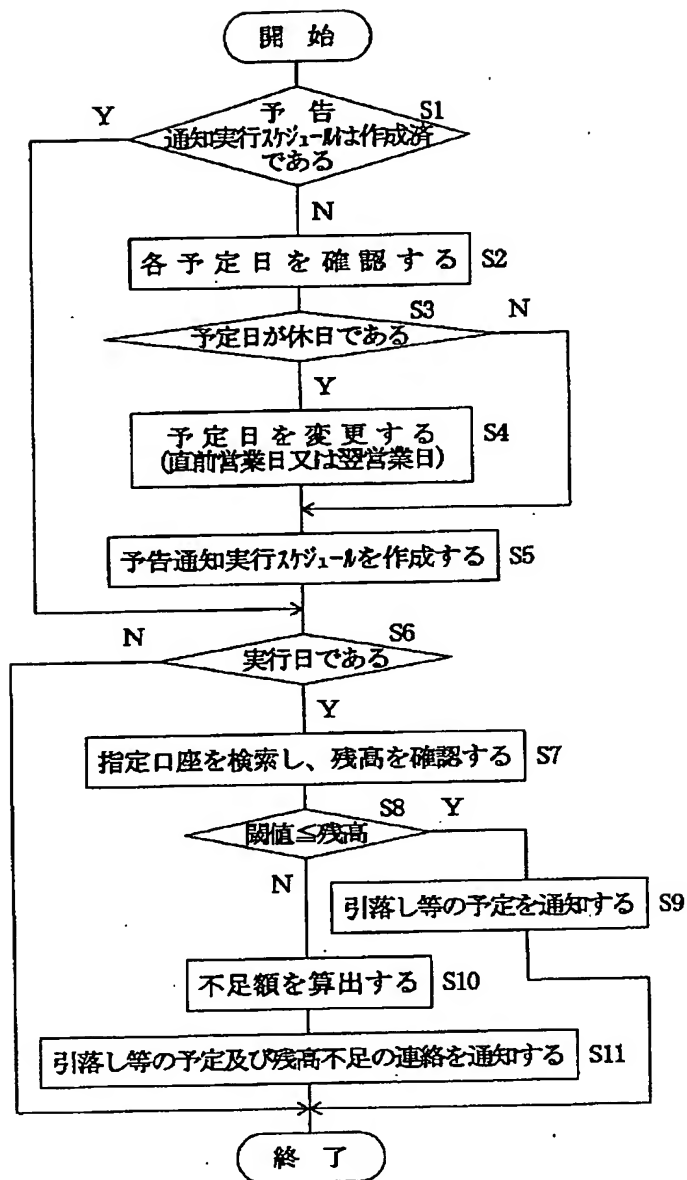 開始
予告
S1
Y
通知実行ｽｹｼﾞｭｰﾙは作成済
である
N
各予定日を確認する
S2
S3
予定日が休日である
N
Y
予定日を変更する
(直前営業日又は翌営業日)
S4
予告通知実行ｽｹｼﾞｭｰﾙを作成する
S5
N
S6
実行日である
Y
指定口座を検索し、残高を確認する
S7
S8
閾値≦残高
Y
N
引落し等の予定を通知する
S9
不足額を算出する
S10
引落し等の予定及び残高不足の連絡を通知する
S11
終了